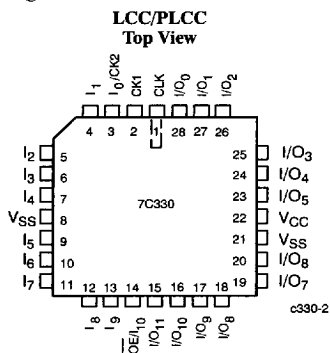 LCC/PLCC
Top View
I1
I0/CK2
CK1
CLK
I/O0
I/O1
I/O2
4 3 2 1 28 27 26
I2 5
I3 6
I4 7
VSS 8
I5 9
I6 10
I7 11
7C330
25 I/O3
24 I/O4
23 I/O5
22 VCC
21 VSS
20 I/O8
19 I/O7
12 13 14 15 16 17 18
I8
I9
OE/I10
I/O11
I/O10
I/O9
I/O8
c330-2